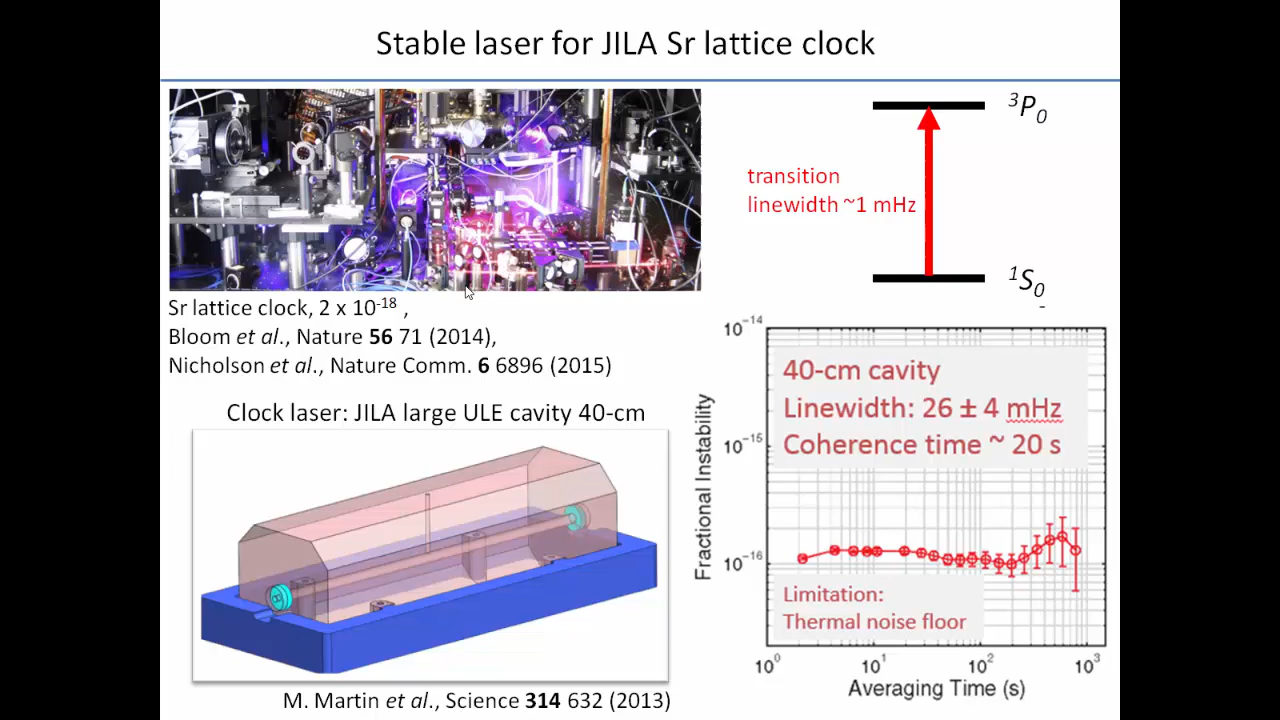 Stable laser for JILA Sr lattice clock
³P₀
transition
linewidth ~1 mHz
¹S₀
Sr lattice clock, 2 x 10⁻¹⁸ ,
Bloom et al., Nature 56 71 (2014),
Nicholson et al., Nature Comm. 6 6896 (2015)
Clock laser: JILA large ULE cavity 40-cm
M. Martin et al., Science 314 632 (2013)
Fractional Instability
10⁻¹⁴
10⁻¹⁵
10⁻¹⁶
40-cm cavity
Linewidth: 26 ± 4 mHz
Coherence time ~ 20 s
Limitation:
Thermal noise floor
10⁰ 10¹ 10² 10³
Averaging Time (s)